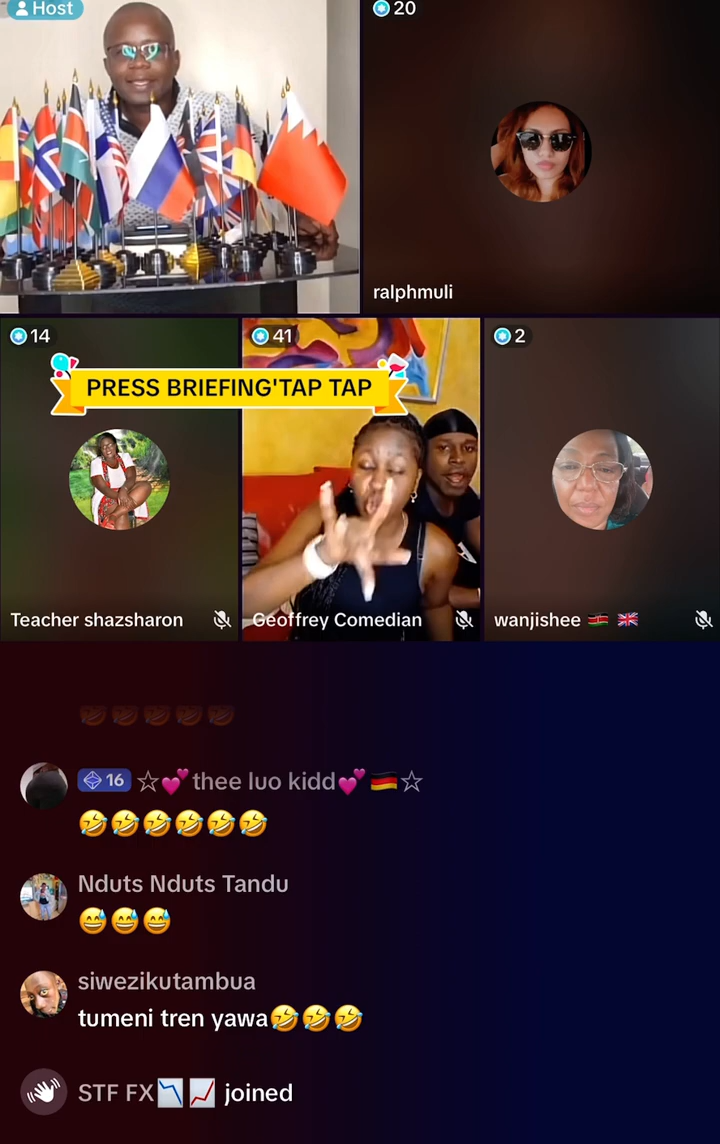 Host
20
ralphmuli
14
41
2
PRESS BRIEFING'TAP TAP
Teacher shazsharon
Geoffrey Comedian
wanjishee 🇰🇪 🇬🇧
🤣🤣🤣🤣🤣
16 ☆💕thee luo kidd💕🇩🇪☆
🤣🤣🤣🤣🤣🤣
Nduts Nduts Tandu
😅😅😅
siwezikutambua
tumeni tren yawa🤣🤣🤣
STF FX📉📈 joined